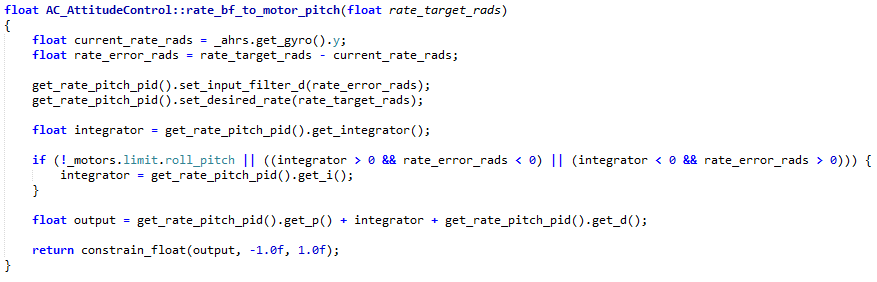 float AC_AttitudeControl::rate_bf_to_motor_pitch(float rate_target_rads)
{
    float current_rate_rads = _ahrs.get_gyro().y;
    float rate_error_rads = rate_target_rads - current_rate_rads;

    get_rate_pitch_pid().set_input_filter_d(rate_error_rads);
    get_rate_pitch_pid().set_desired_rate(rate_target_rads);

    float integrator = get_rate_pitch_pid().get_integrator();

    if (!_motors.limit.roll_pitch || ((integrator > 0 && rate_error_rads < 0) || (integrator < 0 && rate_error_rads > 0))) {
        integrator = get_rate_pitch_pid().get_i();
    }

    float output = get_rate_pitch_pid().get_p() + integrator + get_rate_pitch_pid().get_d();

    return constrain_float(output, -1.0f, 1.0f);
}